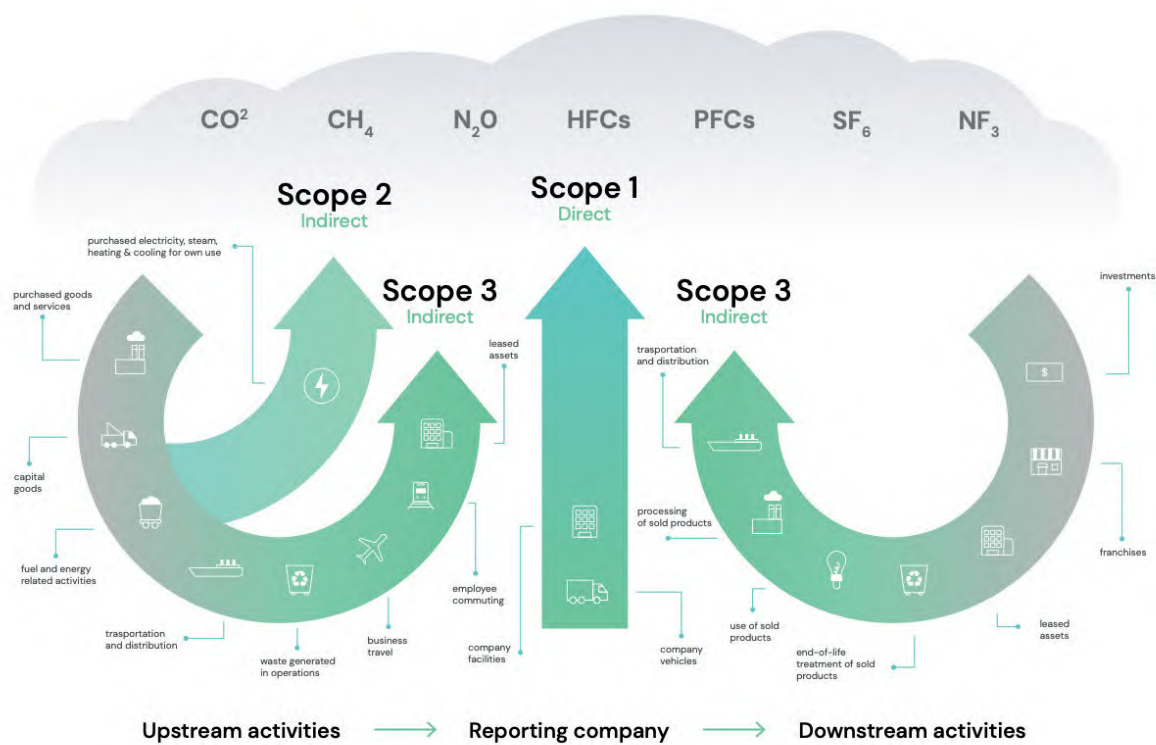 CO²
CH₄
N₂O
HFCs
PFCs
SF₆
NF₃
Scope 2
Indirect
Scope 1
Direct
purchased electricity, steam,
heating & cooling for own use
Scope 3
Indirect
Scope 3
Indirect
purchased goods
and services
leased
assets
trasportation
and distribution
investments
$
capital
goods
processing
of sold products
franchises
fuel and energy
related activities
employee
commuting
trasportation
and distribution
waste generated
in operations
business
travel
company
facilities
company
vehicles
use of sold
products
end-of-life
treatment of sold
products
leased
assets
Upstream activities
Reporting company
Downstream activities